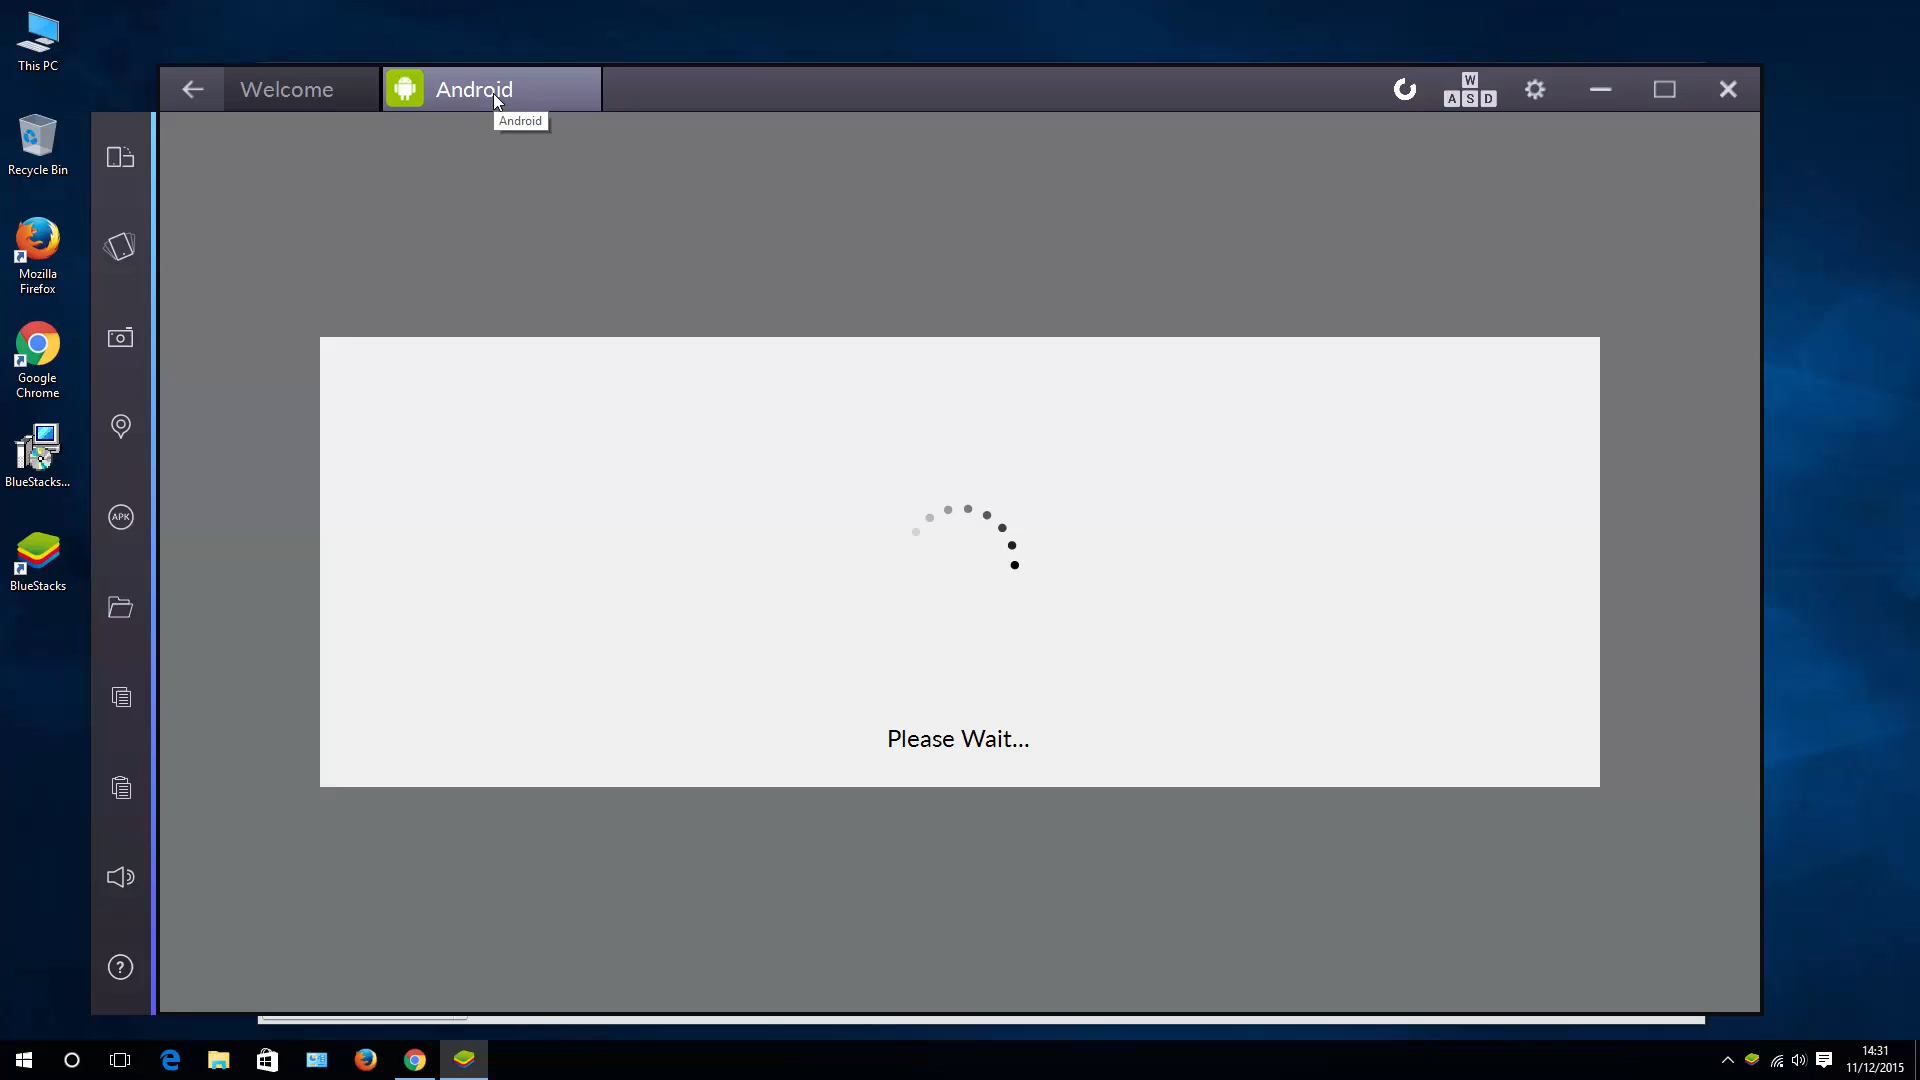 This PC
Recycle Bin
Mozilla
Firefox
Google
Chrome
BlueStacks...
BlueStacks
Welcome
Android
Android
W
A S D
APK
?
Please Wait...
14:31
11/12/2015